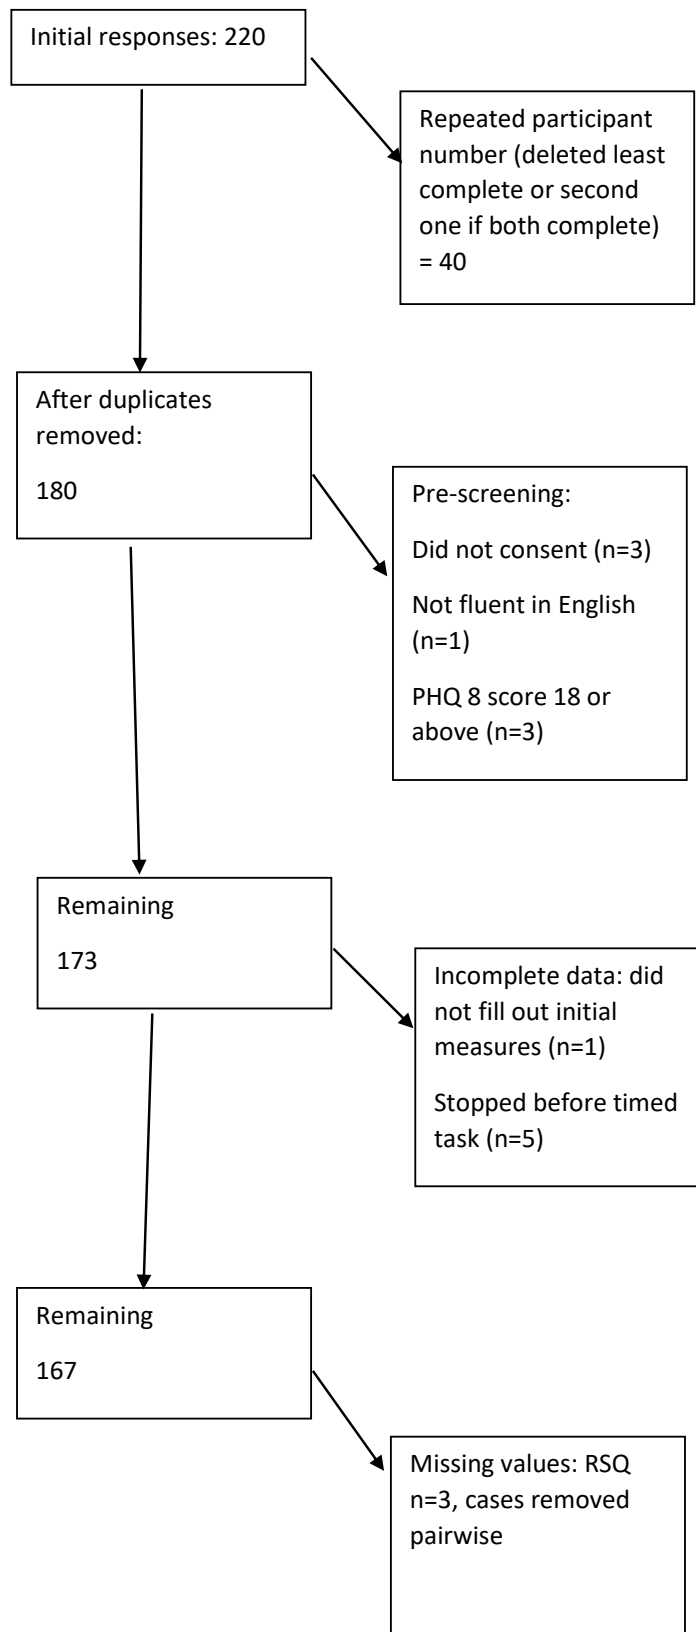 Initial responses: 220
Repeated participant
number (deleted least
complete or second
one if both complete)
= 40
After duplicates
removed:
180
Pre-screening:
Did not consent (n=3)
Not fluent in English
(n=1)
PHQ 8 score 18 or
above (n=3)
Remaining
173
Incomplete data: did
not fill out initial
measures (n=1)
Stopped before timed
task (n=5)
Remaining
167
Missing values: RSQ
n=3, cases removed
pairwise